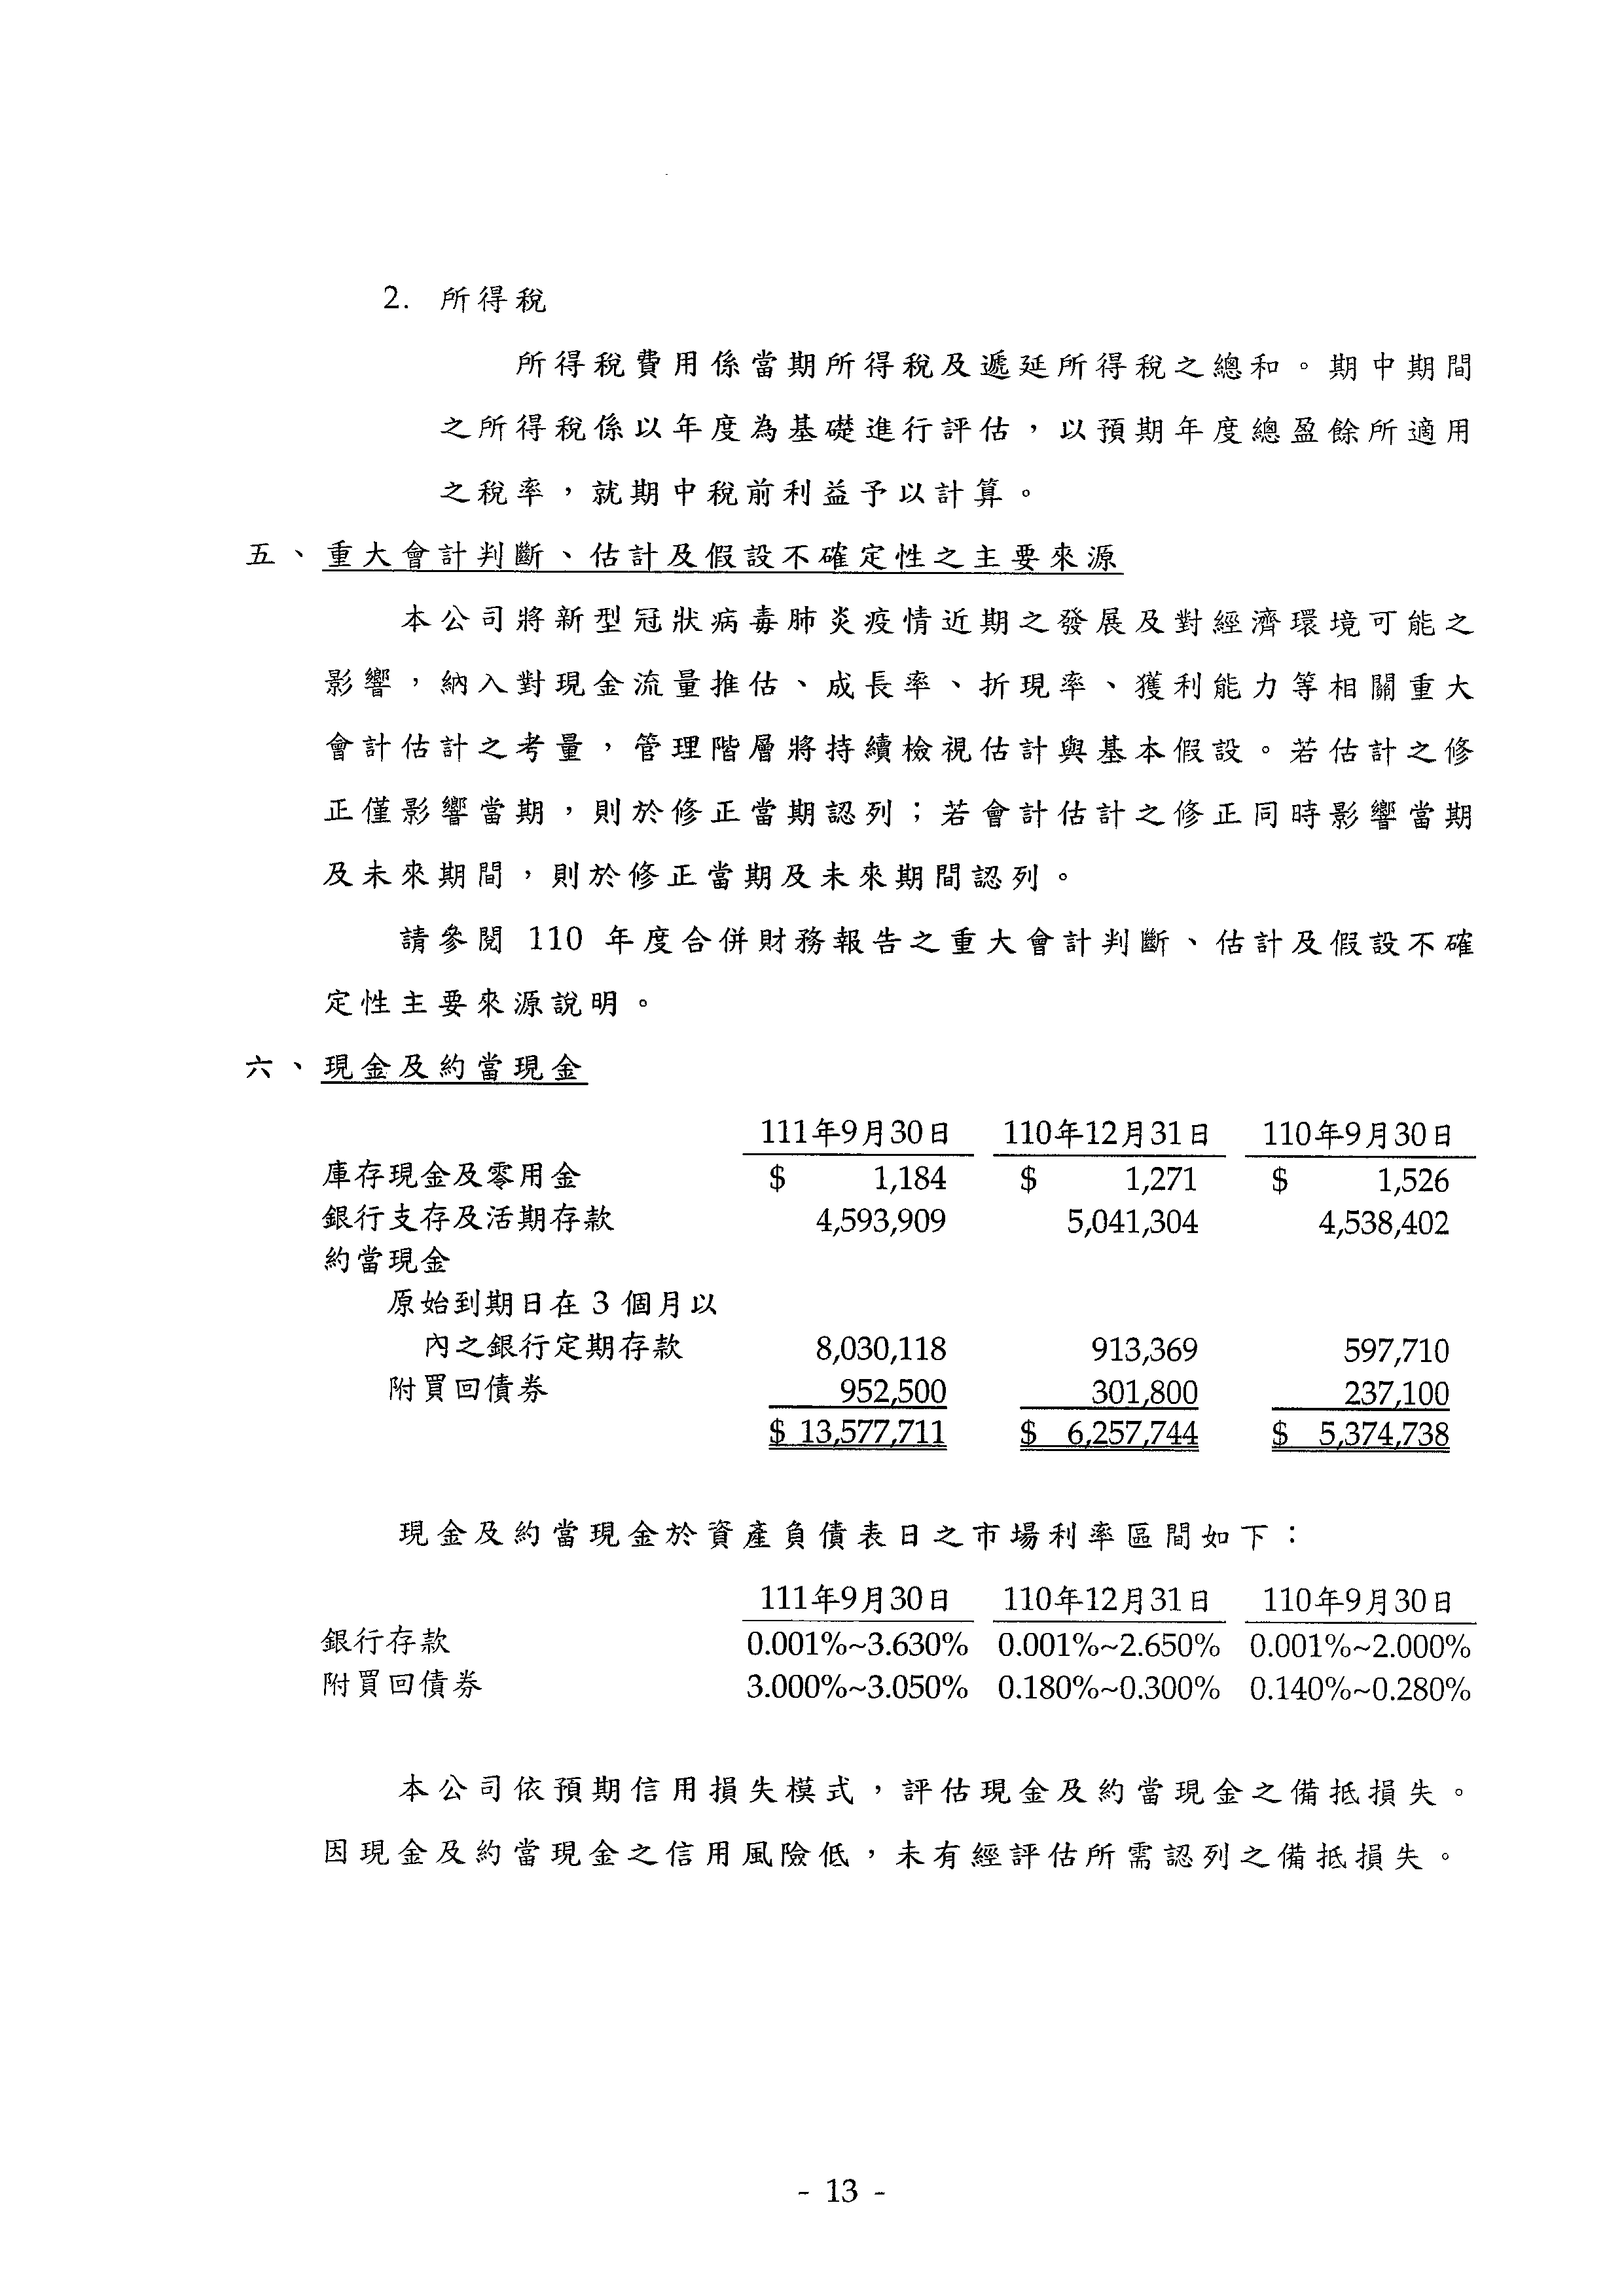 2. 所得稅
所得稅費用係當期所得稅及遞延所得稅之總和。期中期間
之所得稅係以年度為基礎進行評估，以預期年度總盈餘所適用
之稅率，就期中稅前利益予以計算。
五、重大會計判斷、估計及假設不確定性之主要來源
本公司將新型冠狀病毒肺炎疫情近期之發展及對經濟環境可能之
影響，納入對現金流量推估、成長率、折現率、獲利能力等相關重大
會計估計之考量，管理階層將持續檢視估計與基本假設。若估計之修
正僅影響當期，則於修正當期認列；若會計估計之修正同時影響當期
及未來期間，則於修正當期及未來期間認列。
請參閱 110 年度合併財務報告之重大會計判斷、估計及假設不確
定性主要來源說明。
六、現金及約當現金
111年9月30日 110年12月31日 110年9月30日
庫存現金及零用金 $ 1,184 $ 1,271 $ 1,526
銀行支存及活期存款 4,593,909 5,041,304 4,538,402
約當現金
原始到期日在 3 個月以
內之銀行定期存款 8,030,118 913,369 597,710
附買回債券 952,500 301,800 237,100
$ 13,577,711 $ 6,257,744 $ 5,374,738
現金及約當現金於資產負債表日之市場利率區間如下：
111年9月30日 110年12月31日 110年9月30日
銀行存款 0.001%~3.630% 0.001%~2.650% 0.001%~2.000%
附買回債券 3.000%~3.050% 0.180%~0.300% 0.140%~0.280%
本公司依預期信用損失模式，評估現金及約當現金之備抵損失。
因現金及約當現金之信用風險低，未有經評估所需認列之備抵損失。
- 13 -